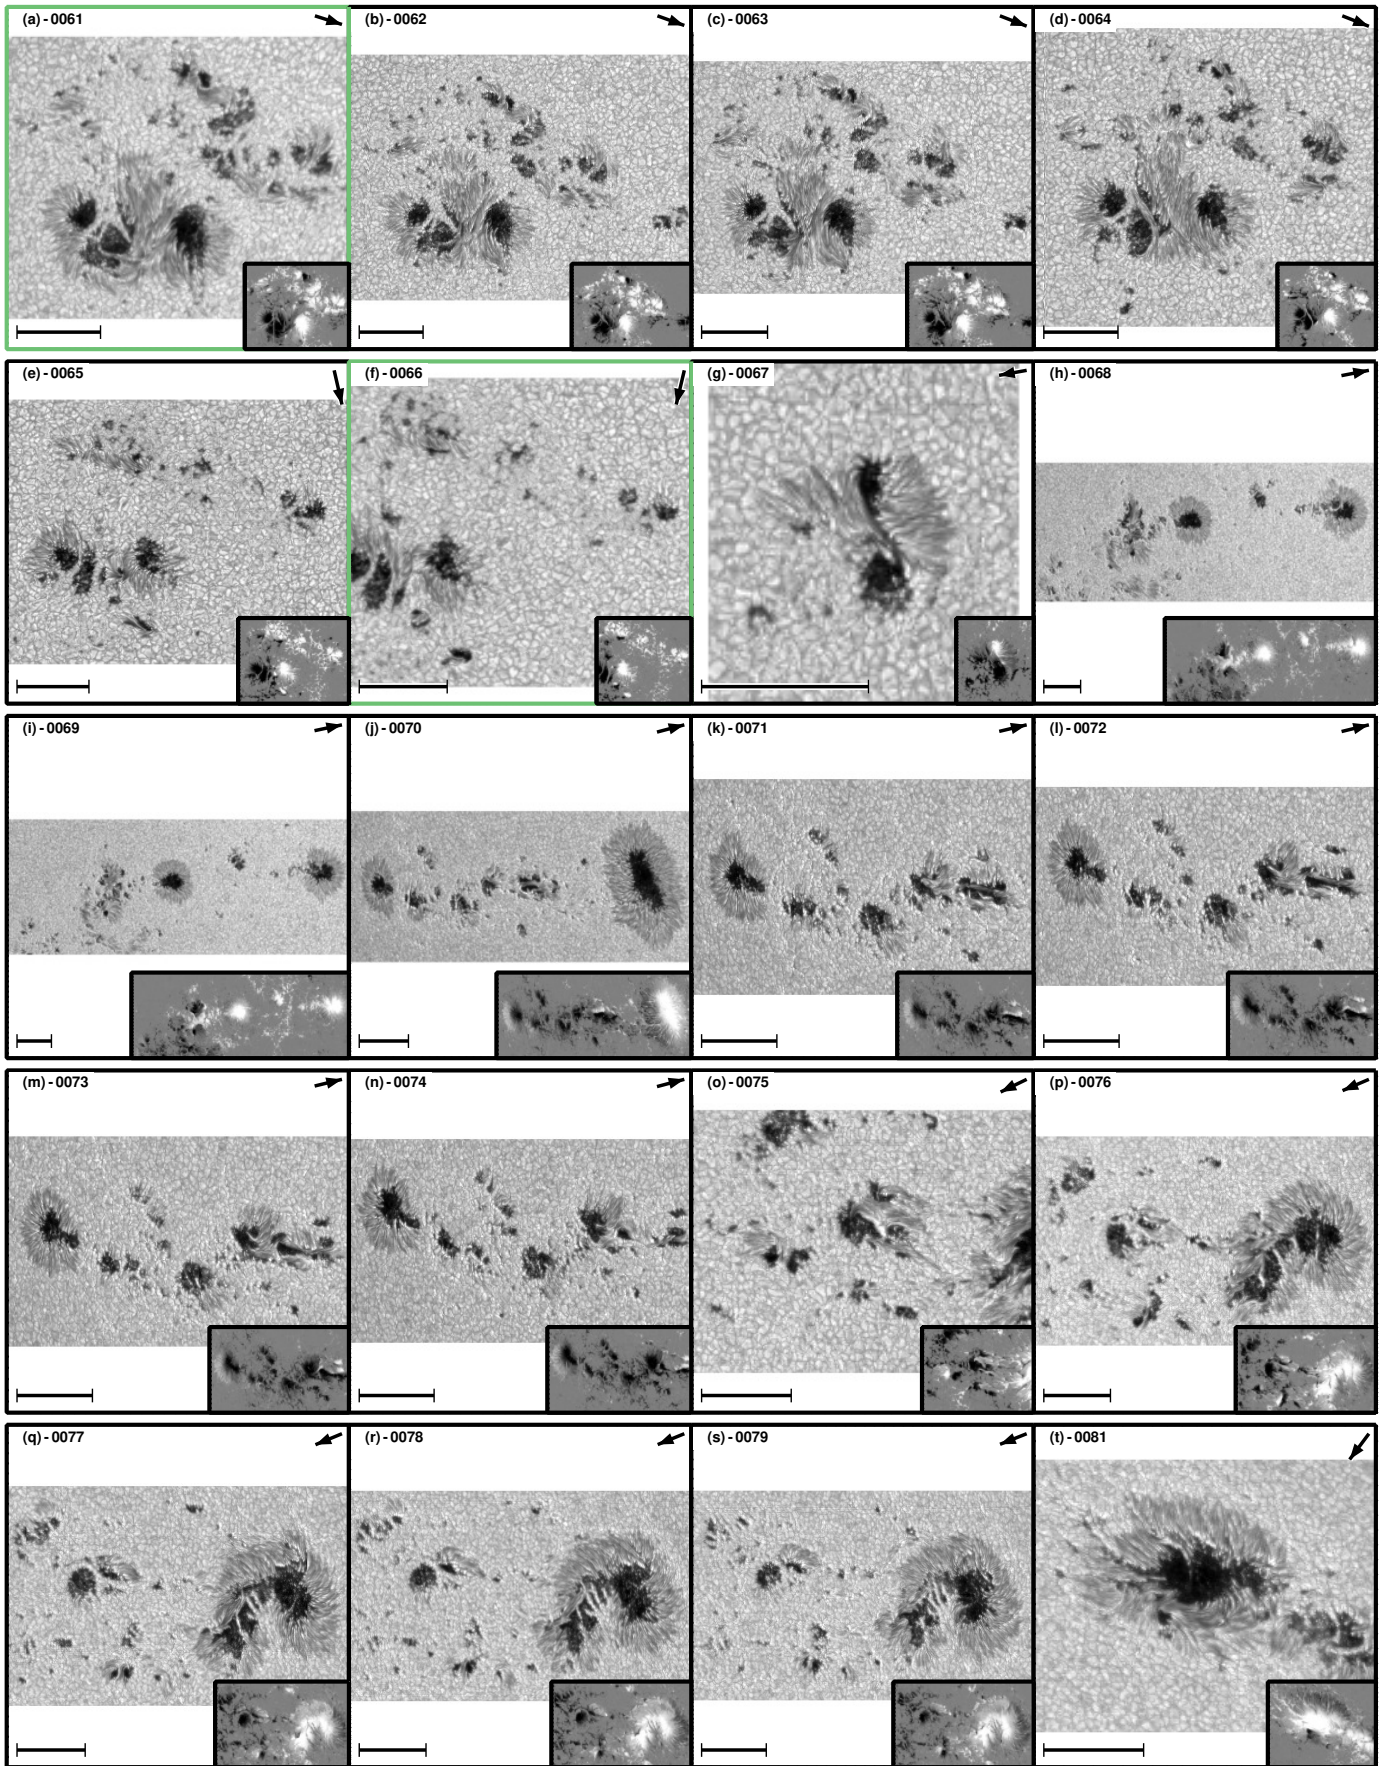 (a) - 0061
(b) - 0062
(c) - 0063
(d) - 0064
(e) - 0065
(f) - 0066
(g) - 0067
(h) - 0068
(i) - 0069
(j) - 0070
(k) - 0071
(l) - 0072
(m) - 0073
(n) - 0074
(o) - 0075
(p) - 0076
(q) - 0077
(r) - 0078
(s) - 0079
(t) - 0081